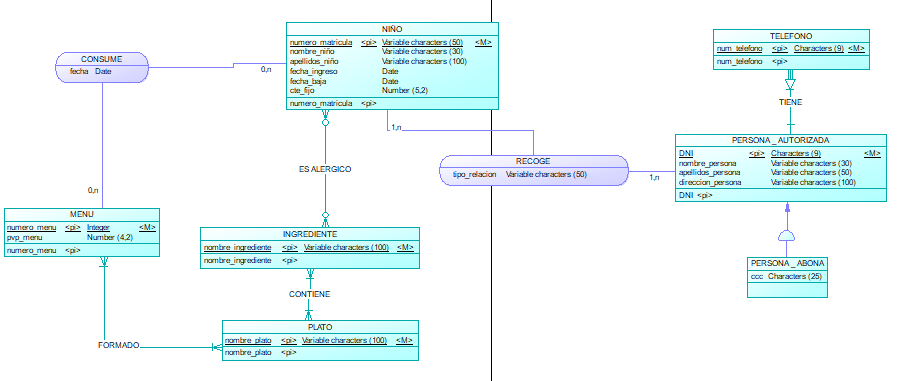 NIÑO
numero_matricula <pi> Variable characters (50) <M>
nombre_niño Variable characters (30)
apellidos_niño Variable characters (100)
fecha_ingreso Date
fecha_baja Date
cte_fijo Number (5,2)
numero_matricula <pi>
TELEFONO
num_telefono <pi> Characters (9) <M>
num_telefono <pi>
CONSUME
fecha Date
0,n
TIENE
1,n
PERSONA_AUTORIZADA
DNI <pi> Characters (9) <M>
nombre_persona Variable characters (30)
apellidos_persona Variable characters (50)
direccion_persona Variable characters (100)
DNI <pi>
RECOGE
tipo_relacion Variable characters (50)
1,n
ES ALERGICO
0,n
MENU
numero_menu <pi> Integer <M>
pvp_menu Number (4,2)
numero_menu <pi>
INGREDIENTE
nombre_ingrediente <pi> Variable characters (100) <M>
nombre_ingrediente <pi>
PERSONA_ABONA
ccc Characters (25)
CONTIENE
PLATO
nombre_plato <pi> Variable characters (100) <M>
nombre_plato <pi>
FORMADO